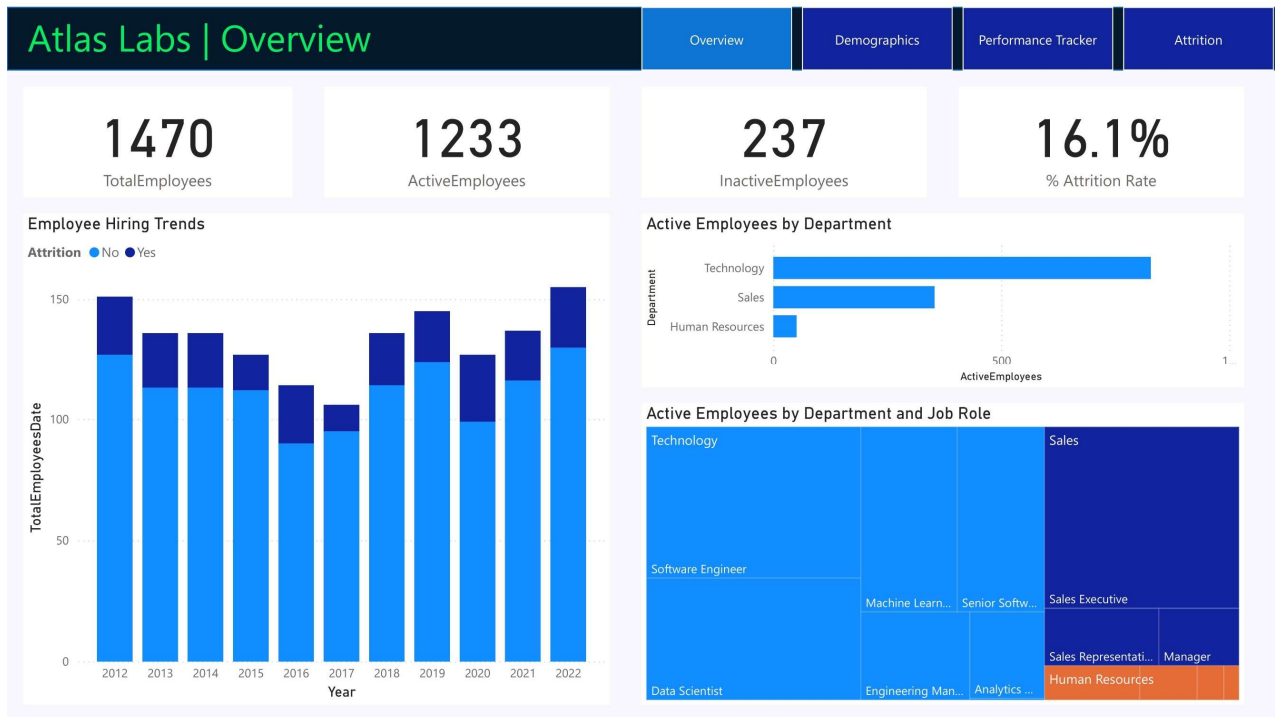 Atlas Labs | Overview
Overview
Demographics
Performance Tracker
Attrition
1470
TotalEmployees
1233
ActiveEmployees
237
InactiveEmployees
16.1%
% Attrition Rate
Employee Hiring Trends
Attrition No Yes
150
100
50
0
TotalEmployeesDate
2012 2013 2014 2015 2016 2017 2018 2019 2020 2021 2022
Year
Active Employees by Department
Department
Technology
Sales
Human Resources
0 500 1...
ActiveEmployees
Active Employees by Department and Job Role
Technology
Software Engineer
Data Scientist
Machine Learn...
Senior Softw...
Engineering Man...
Analytics ...
Sales
Sales Executive
Sales Representati...
Manager
Human Resources